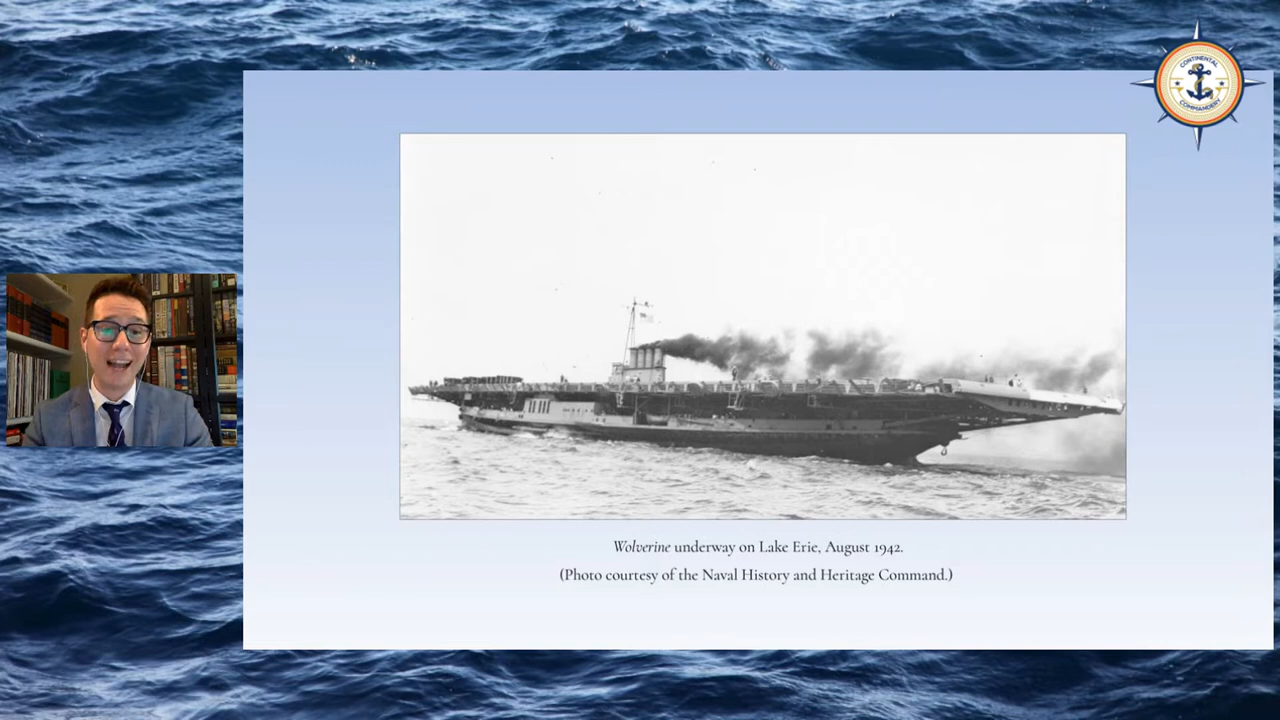 CONTINENTAL
COMMANDERY
Wolverine underway on Lake Erie, August 1942.
(Photo courtesy of the Naval History and Heritage Command.)